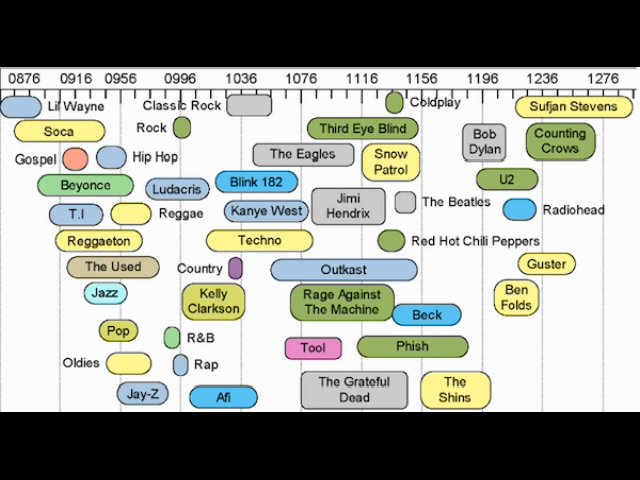 0876 0916 0956 0996 1036 1076 1116 1156 1196 1236 1276
Lil'Wayne
Classic Rock
Coldplay
Sufjan Stevens
Soca
Rock
Third Eye Blind
Bob
Dylan
Counting
Crows
Gospel
Hip Hop
The Eagles
Snow
Patrol
Beyonce
Ludacris
Blink 182
U2
T.I
Reggae
Kanye West
Jimi
Hendrix
The Beatles
Radiohead
Reggaeton
Techno
Red Hot Chili Peppers
The Used
Country
Outkast
Guster
Jazz
Kelly
Clarkson
Rage Against
The Machine
Beck
Ben
Folds
Pop
R&B
Tool
Phish
Oldies
Rap
Jay-Z
Afi
The Grateful
Dead
The
Shins